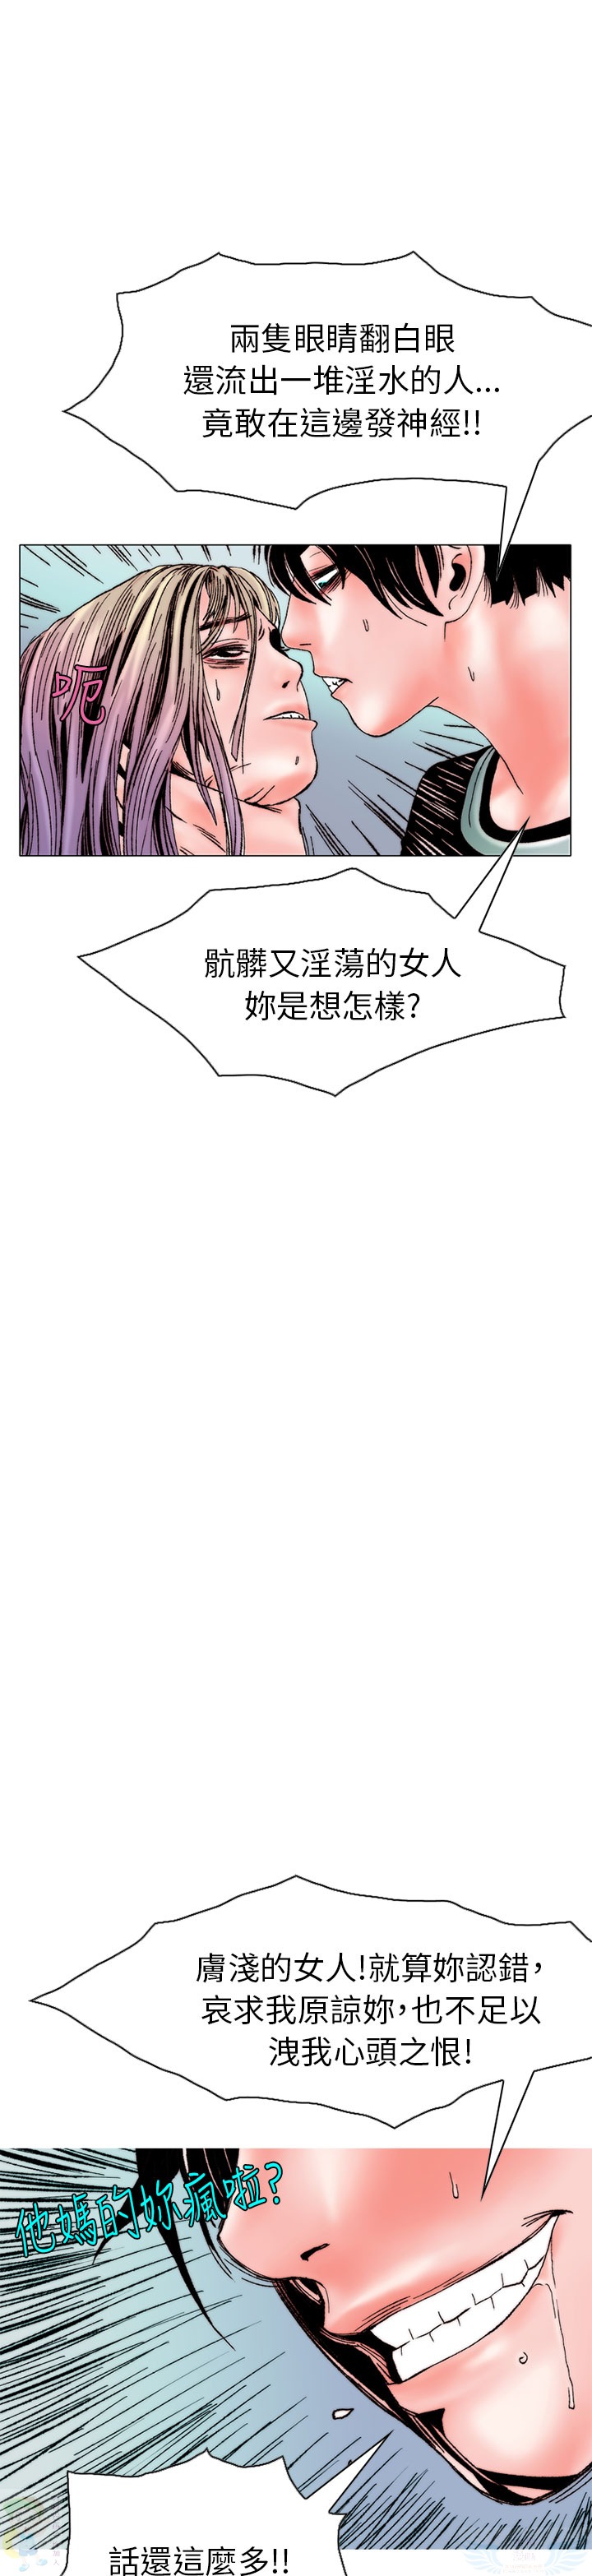 兩隻眼睛翻白眼
還流出一堆淫水的人...
竟敢在這邊發神經!!
呃
骯髒又淫蕩的女人
妳是想怎樣?
膚淺的女人!就算妳認錯,
哀求我原諒妳,也不足以
洩我心頭之恨!
他媽的妳瘋啦?
話還這麼多!!